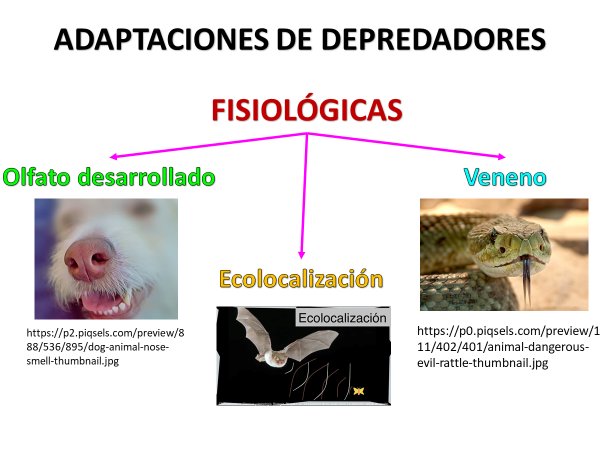 ADAPTACIONES DE DEPREDADORES
FISIOLÓGICAS
Olfato desarrollado
Veneno
Ecolocalización
Ecolocalización
https://p2.piqsels.com/preview/8
88/536/895/dog-animal-nose-
smell-thumbnail.jpg
https://p0.piqsels.com/preview/1
11/402/401/animal-dangerous-
evil-rattle-thumbnail.jpg